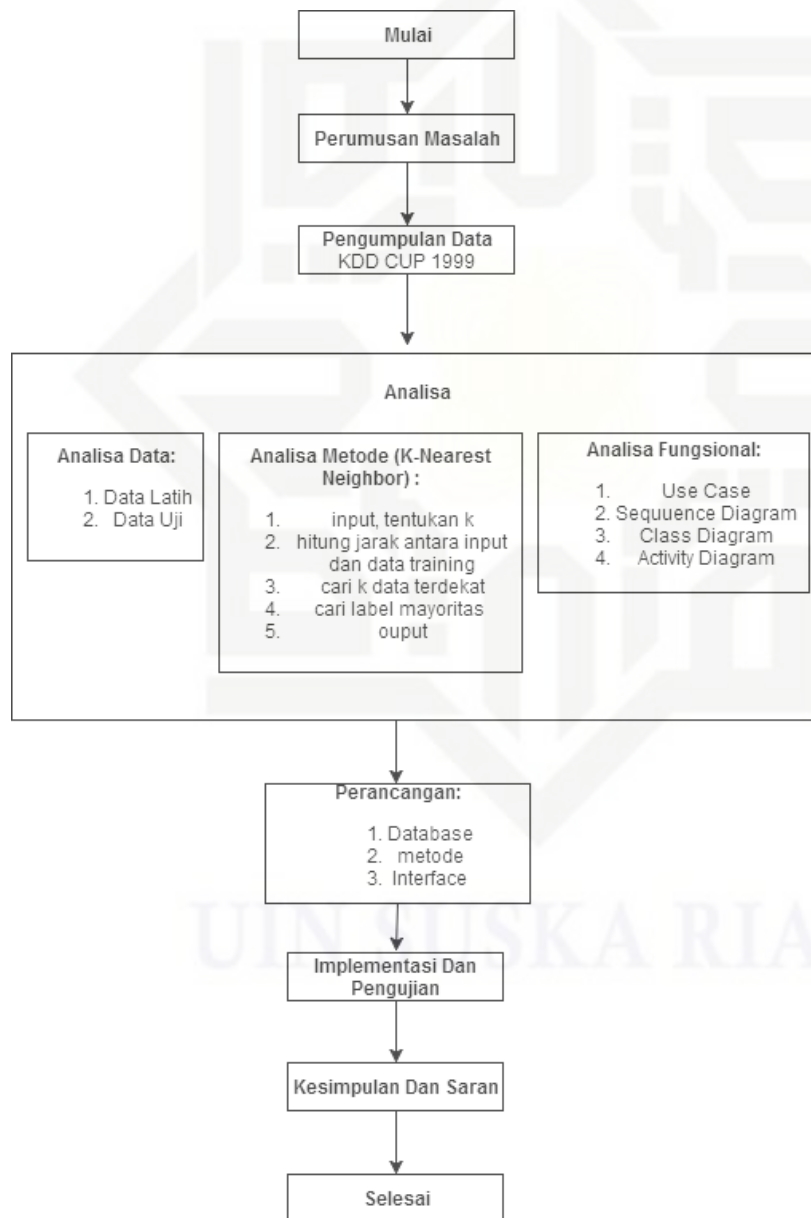 Mulai
Perumusan Masalah
Pengumpulan Data
KDD CUP 1999
Analisa
Analisa Data:
1. Data Latih
2. Data Uji
Analisa Metode (K-Nearest
Neighbor) :
1. input, tentukan k
2. hitung jarak antara input
dan data training
3. cari k data terdekat
4. cari label mayoritas
5. ouput
Analisa Fungsional:
1. Use Case
2. Sequuence Diagram
3. Class Diagram
4. Activity Diagram
Perancangan:
1. Database
2. metode
3. Interface
UIN SUSKA RIA
Implementasi Dan
Pengujian
Kesimpulan Dan Saran
Selesai